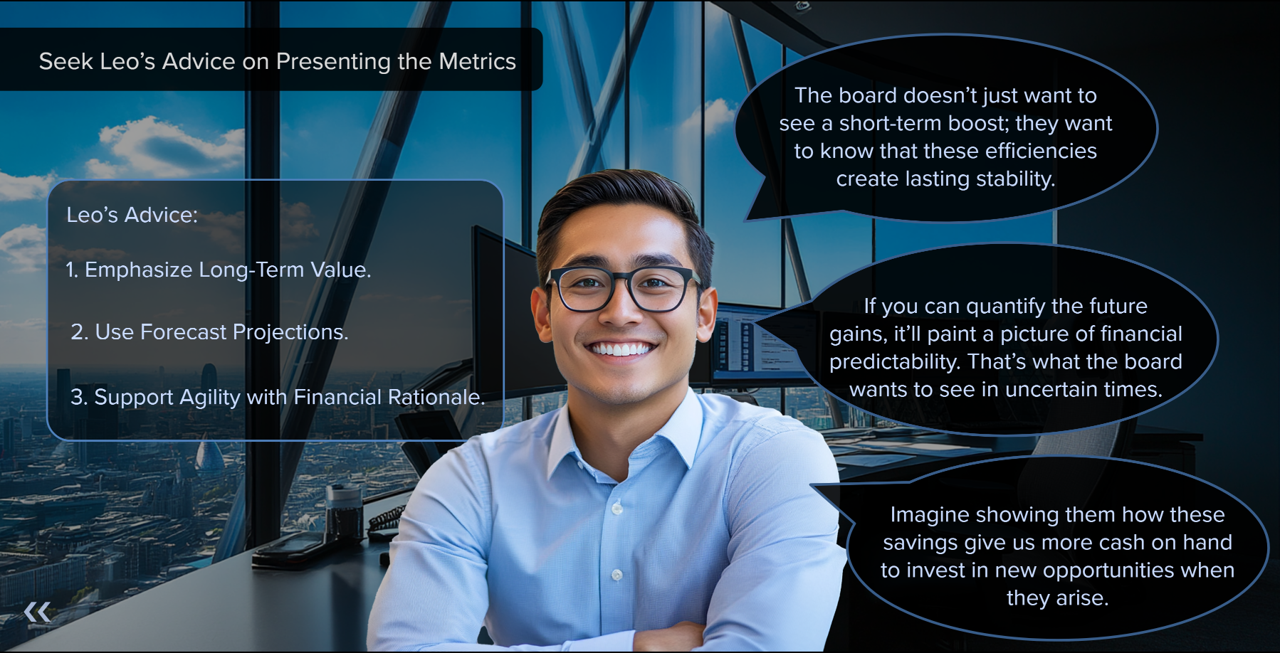 Seek Leo’s Advice on Presenting the Metrics
Leo’s Advice:
1. Emphasize Long-Term Value.
2. Use Forecast Projections.
3. Support Agility with Financial Rationale.
The board doesn’t just want to
see a short-term boost; they want
to know that these efficiencies
create lasting stability.
If you can quantify the future
gains, it’ll paint a picture of financial
predictability. That’s what the board
wants to see in uncertain times.
Imagine showing them how these
savings give us more cash on hand
to invest in new opportunities when
they arise.